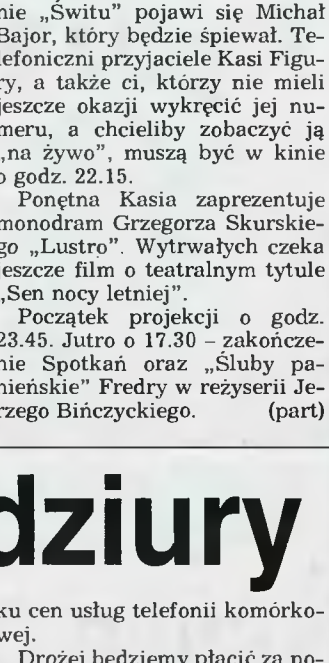 nie „Świtu” pojawi się Michał
Bajor, który będzie śpiewał. Te-
lefoniczni przyjaciele Kasi Figu-
ry, a także ci, którzy nie mieli
jeszcze okazji wykręcić jej nu-
meru, a chcieliby zobaczyć ją
„na żywo”, muszą być w kinie
o godz. 22.15.
Ponętna Kasia zaprezentuje
monodram Grzegorza Skurskie-
go „Lustro”. Wytrwałych czeka
jeszcze film o teatralnym tytule
„Sen nocy letniej”.
Początek projekcji o godz.
23.45. Jutro o 17.30 – zakończe-
nie Spotkań oraz „Śluby pa-
nieńskie” Fredry w reżyserii Je-
rzego Bińczyckiego. (part)
dziury
ku cen usług telefonii komórko-
wej.
Drożej będziemy płacić za po-